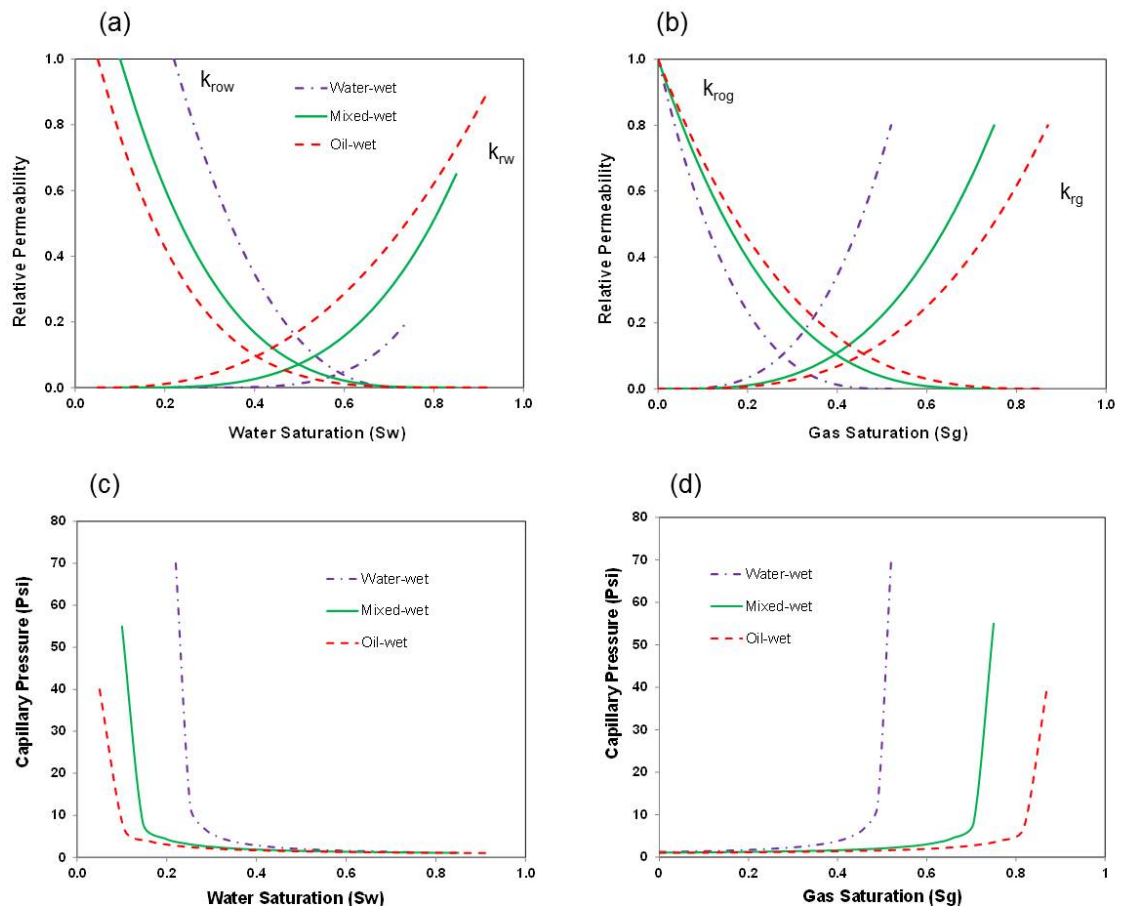 (a)
1.0
0.8
0.6
0.4
0.2
0.0
0.0
0.2
0.4
0.6
0.8
1.0
Relative Permeability
Water Saturation (Sw)
krow
Water-wet
Mixed-wet
Oil-wet
krw
(b)
1.0
0.8
0.6
0.4
0.2
0.0
0.0
0.2
0.4
0.6
0.8
1.0
Relative Permeability
Gas Saturation (Sg)
krog
krg
(c)
80
70
60
50
40
30
20
10
0
0.0
0.2
0.4
0.6
0.8
1.0
Capillary Pressure (Psi)
Water Saturation (Sw)
Water-wet
Mixed-wet
Oil-wet
(d)
80
70
60
50
40
30
20
10
0
0
0.2
0.4
0.6
0.8
1
Capillary Pressure (Psi)
Gas Saturation (Sg)
Water-wet
Mixed-wet
Oil-wet